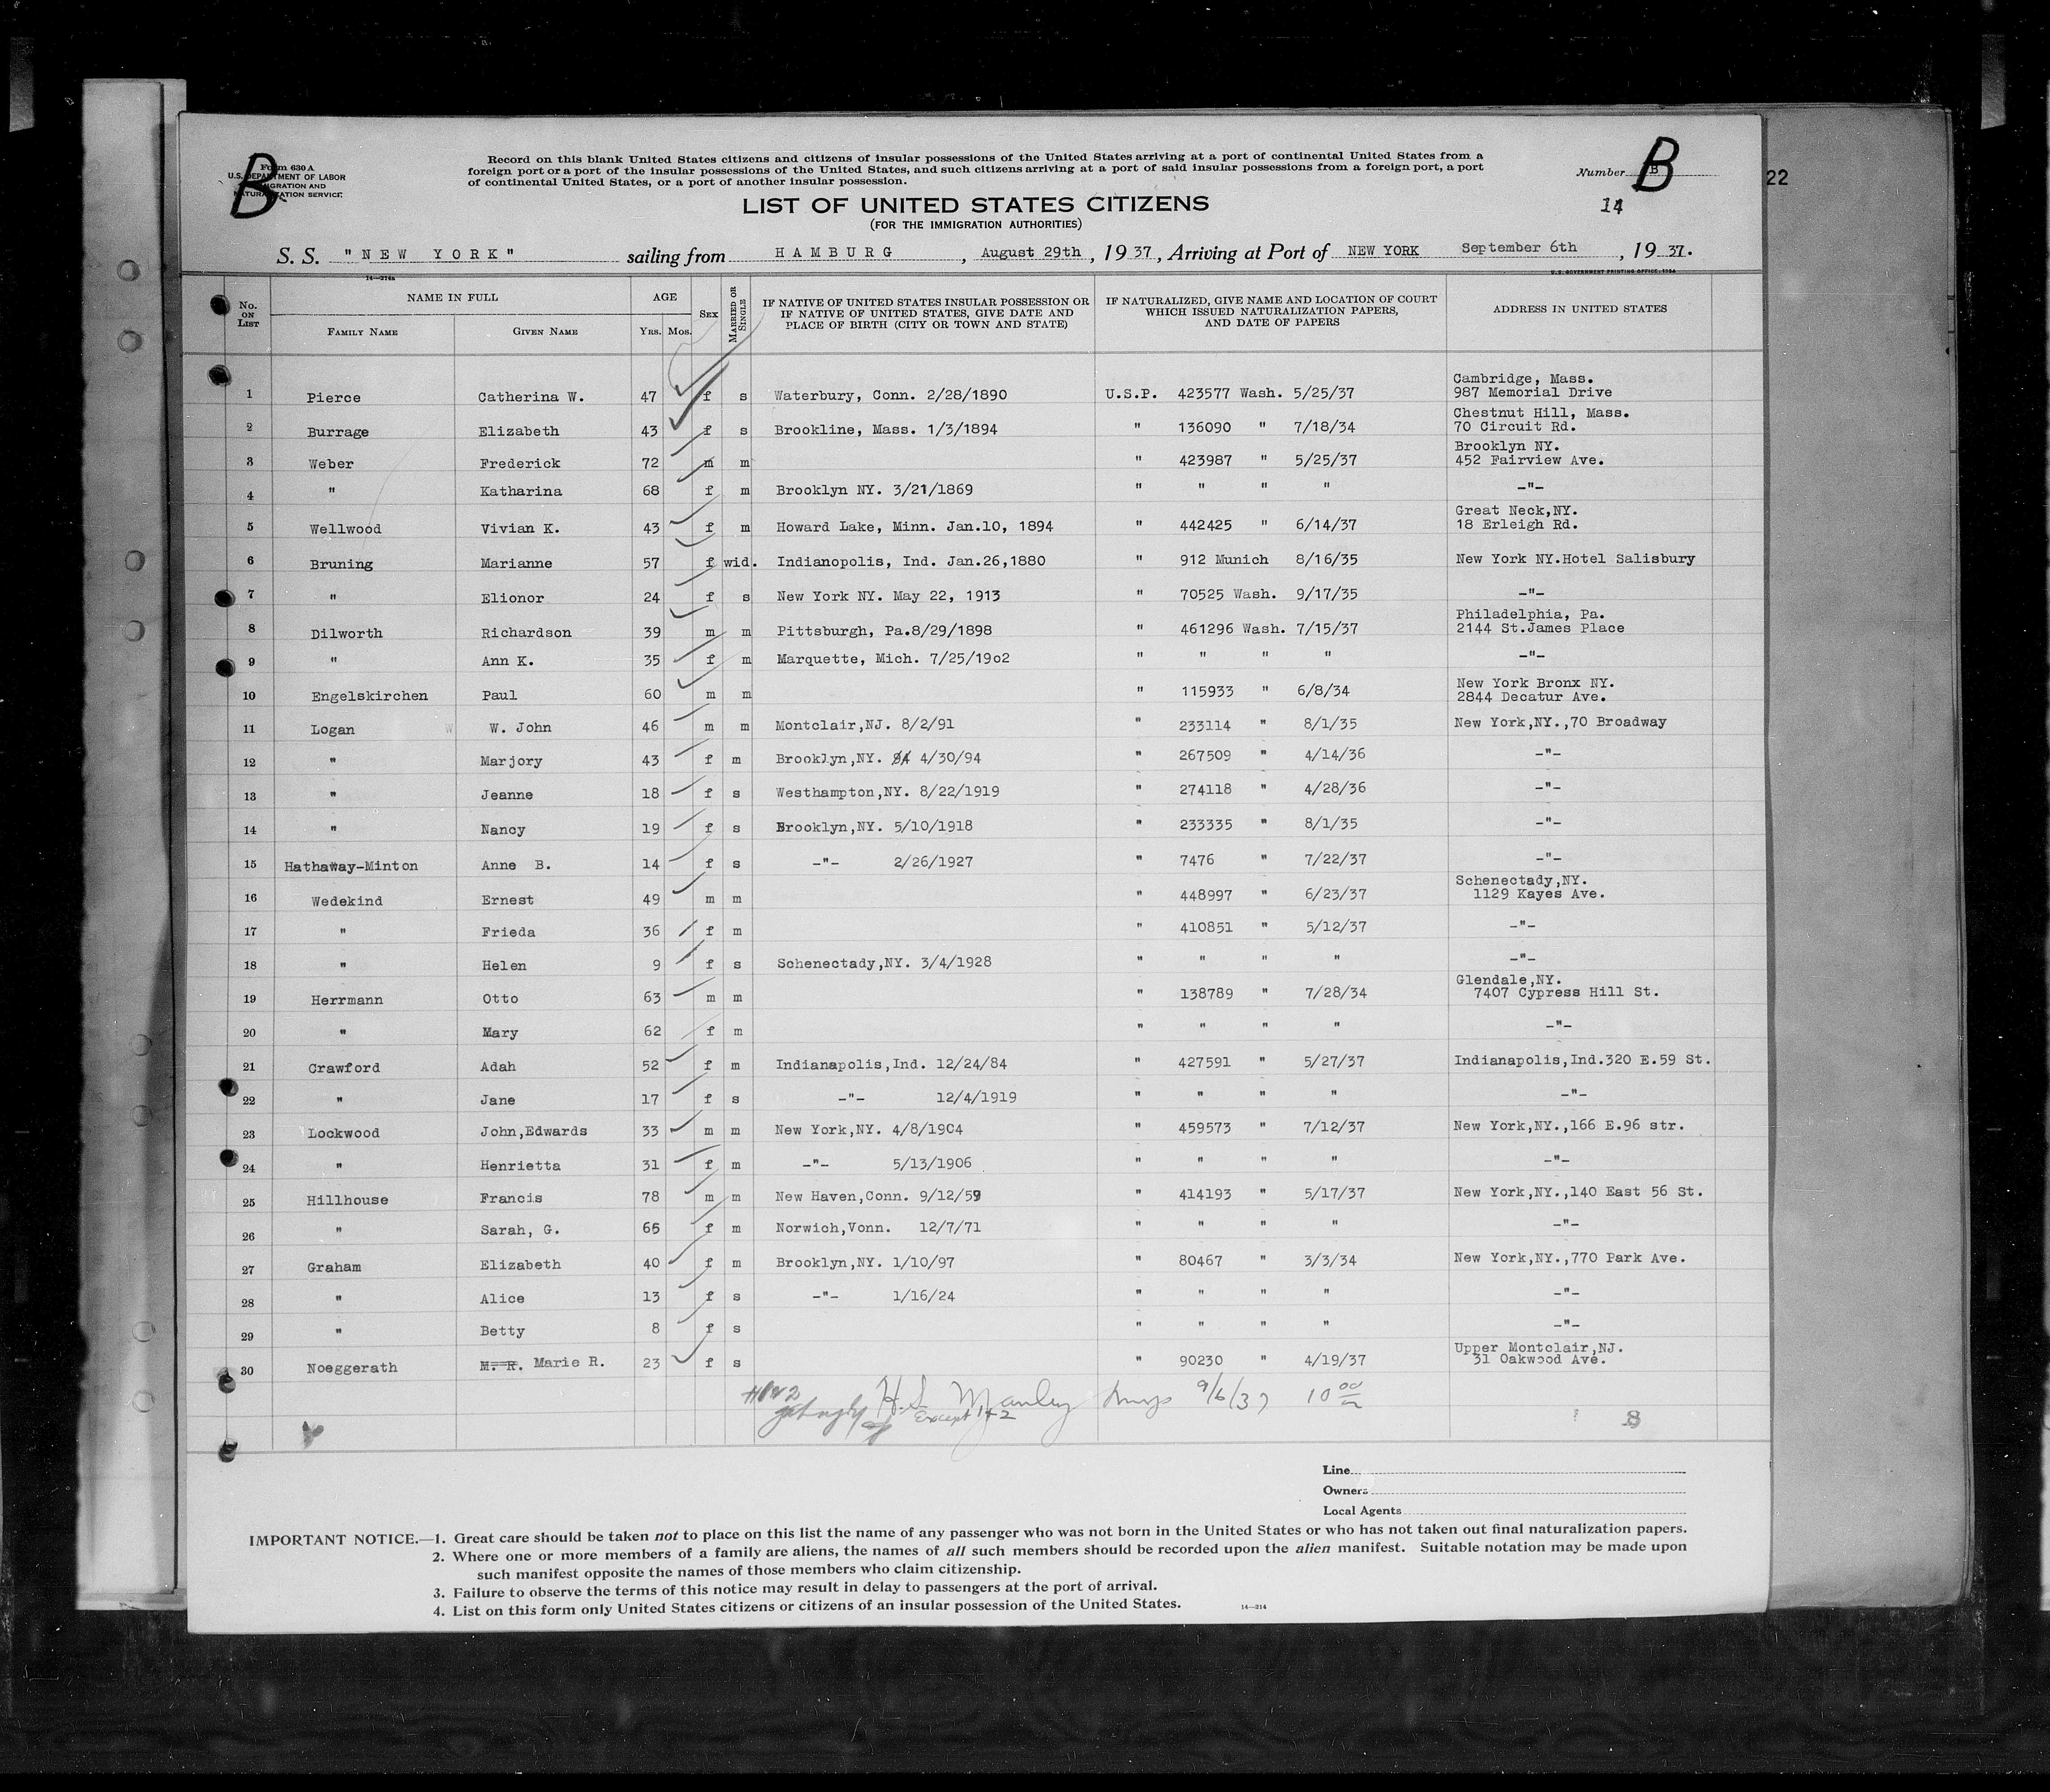 Form 630 A
U.S. DEPARTMENT OF LABOR
IMMIGRATION AND
NATURALIZATION SERVICE
B
Record on this blank United States citizens and citizens of insular possessions of the United States arriving at a port of continental United States from a
foreign port or a port of the insular possessions of the United States, and such citizens arriving at a port of said insular possessions from a foreign port, a port
of continental United States, or a port of another insular possession.
Number B
B
14
22
LIST OF UNITED STATES CITIZENS
(FOR THE IMMIGRATION AUTHORITIES)
S. S. "NEW YORK" sailing from HAMBURG, August 29th, 1937, Arriving at Port of NEW YORK September 6th, 1937.
14—214a
U.S. GOVERNMENT PRINTING OFFICE: 1934
No. ON LIST
NAME IN FULL
FAMILY NAME
GIVEN NAME
AGE
YRS. MOS.
SEX
MARRIED OR SINGLE
IF NATIVE OF UNITED STATES INSULAR POSSESSION OR
IF NATIVE OF UNITED STATES, GIVE DATE AND
PLACE OF BIRTH (CITY OR TOWN AND STATE)
IF NATURALIZED, GIVE NAME AND LOCATION OF COURT
WHICH ISSUED NATURALIZATION PAPERS,
AND DATE OF PAPERS
ADDRESS IN UNITED STATES
1 Pierce Catherina W. 47 f s Waterbury, Conn. 2/28/1890 U.S.P. 423577 Wash. 5/25/37 Cambridge, Mass.
987 Memorial Drive
2 Burrage Elizabeth 43 f s Brookline, Mass. 1/3/1894 " 136090 " 7/18/34 Chestnut Hill, Mass.
70 Circuit Rd.
3 Weber Frederick 72 m m " 423987 " 5/25/37 Brooklyn NY.
452 Fairview Ave.
4 " Katharina 68 f m Brooklyn NY. 3/21/1869 " " " " -"-
5 Wellwood Vivian K. 43 f m Howard Lake, Minn. Jan.10, 1894 " 442425 " 6/14/37 Great Neck,NY.
18 Erleigh Rd.
6 Bruning Marianne 57 f wid. Indianopolis, Ind. Jan.26,1880 " 912 Munich 8/16/35 New York NY.Hotel Salisbury
7 " Elionor 24 f s New York NY. May 22, 1913 " 70525 Wash. 9/17/35 -"-
8 Dilworth Richardson 39 m m Pittsburgh, Pa.8/29/1898 " 461296 Wash. 7/15/37 Philadelphia, Pa.
2144 St.James Place
9 " Ann K. 35 f m Marquette, Mich. 7/25/19o2 " " " " -"-
10 Engelskirchen Paul 60 m m " 115933 " 6/8/34 New York Bronx NY.
2844 Decatur Ave.
11 Logan W. John 46 m m Montclair,NJ. 8/2/91 " 233114 " 8/1/35 New York,NY.,70 Broadway
12 " Marjory 43 f m Brooklyn,NY. 4/30/94 " 267509 " 4/14/36 -"-
13 " Jeanne 18 f s Westhampton,NY. 8/22/1919 " 274118 " 4/28/36 -"-
14 " Nancy 19 f s Brooklyn,NY. 5/10/1918 " 233335 " 8/1/35 -"-
15 Hathaway-Minton Anne B. 14 f s -"- 2/26/1927 " 7476 " 7/22/37 -"-
16 Wedekind Ernest 49 m m " 448997 " 6/23/37 Schenectady,NY.
1129 Kayes Ave.
17 " Frieda 36 f m " 410851 " 5/12/37 -"-
18 " Helen 9 f s Schenectady,NY. 3/4/1928 " " " " -"-
19 Herrmann Otto 63 m m " 138789 " 7/28/34 Glendale,NY.
7407 Cypress Hill St.
20 " Mary 62 f m " " " " -"-
21 Crawford Adah 52 f m Indianapolis,Ind. 12/24/84 " 427591 " 5/27/37 Indianapolis,Ind.320 E.59 St.
22 " Jane 17 f s -"- 12/4/1919 " " " " -"-
23 Lockwood John,Edwards 33 m m New York,NY. 4/8/1904 " 459573 " 7/12/37 New York,NY.,166 E.96 str.
24 " Henrietta 31 f m -"- 5/13/1906 " " " " -"-
25 Hillhouse Francis 78 m m New Haven,Conn. 9/12/59 " 414193 " 5/17/37 New York,NY.,140 East 56 St.
26 " Sarah, G. 65 f m Norwich,Vonn. 12/7/71 " " " " -"-
27 Graham Elizabeth 40 f m Brooklyn,NY. 1/10/97 " 80467 " 3/3/34 New York,NY.,770 Park Ave.
28 " Alice 13 f s -"- 1/16/24 " " " " -"-
29 " Betty 8 f s " " " " -"-
30 Noeggerath M. R. Marie R. 23 f s " 90230 " 4/19/37 Upper Montclair,NJ.
31 Oakwood Ave.
H.S. Manley 9/6/37 10 00
Except 1+2
8
Line
Owners
Local Agents
IMPORTANT NOTICE.—1. Great care should be taken not to place on this list the name of any passenger who was not born in the United States or who has not taken out final naturalization papers.
2. Where one or more members of a family are aliens, the names of all such members should be recorded upon the alien manifest. Suitable notation may be made upon
such manifest opposite the names of those members who claim citizenship.
3. Failure to observe the terms of this notice may result in delay to passengers at the port of arrival.
4. List on this form only United States citizens or citizens of an insular possession of the United States.
14—214